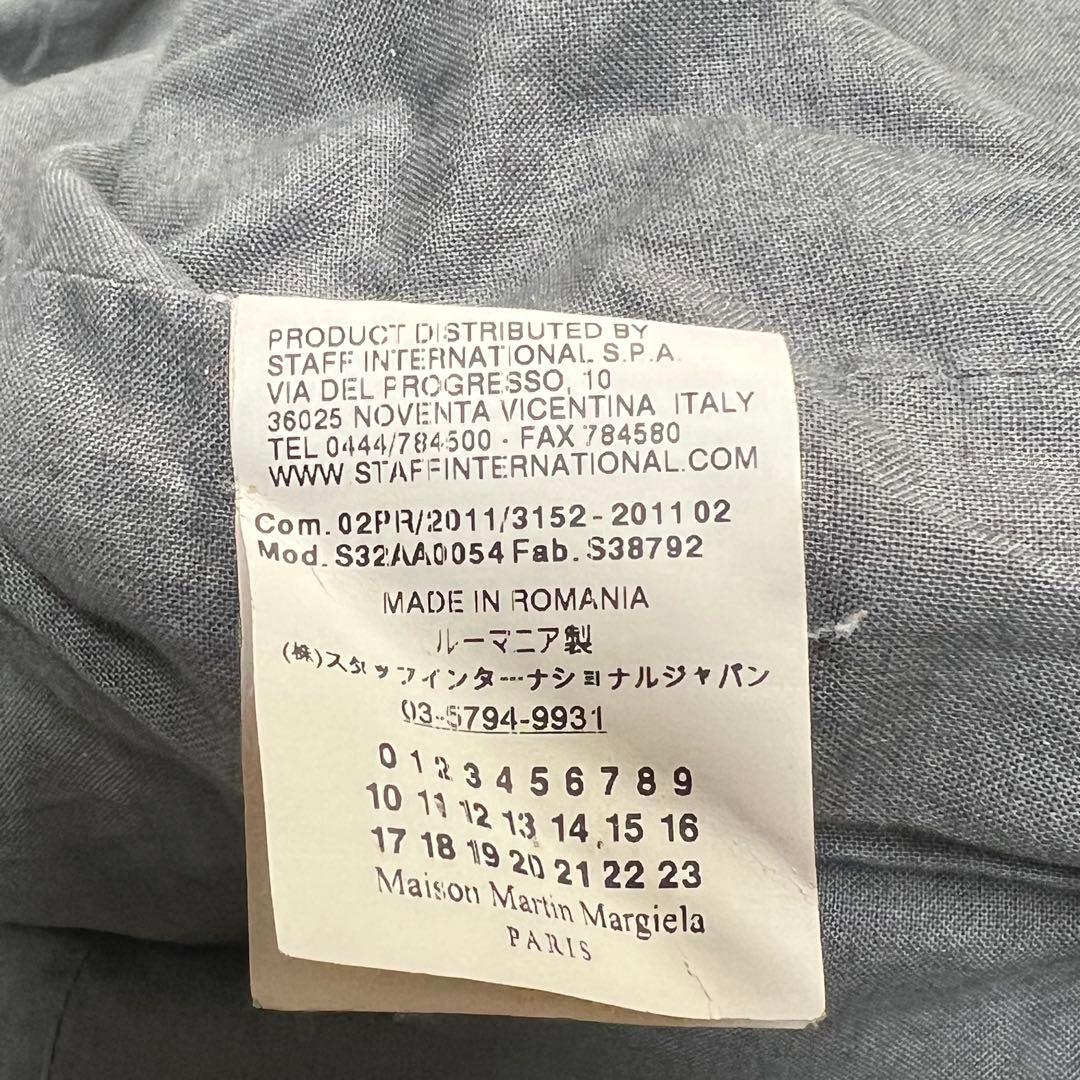 PRODUCT DISTRIBUTED BY
STAFF INTERNATIONAL S.P.A.
VIA DEL PROGRESSO, 10
36025 NOVENTA VICENTINA ITALY
TEL 0444/784500 - FAX 784580
WWW STAFFINTERNATIONAL.COM
Com. 02PR/2011/3152-2011 02
Mod. S32AA0054 Fab. S38792
MADE IN ROMANIA
ルーマニア製
(株)スタッフインターナショナルジャパン
03-5794-9931
0 1 2 3 4 5 6 7 8 9
10 11 12 13 14 15 16
17 18 19 20 21 22 23
Maison Martin Margiela
PARIS